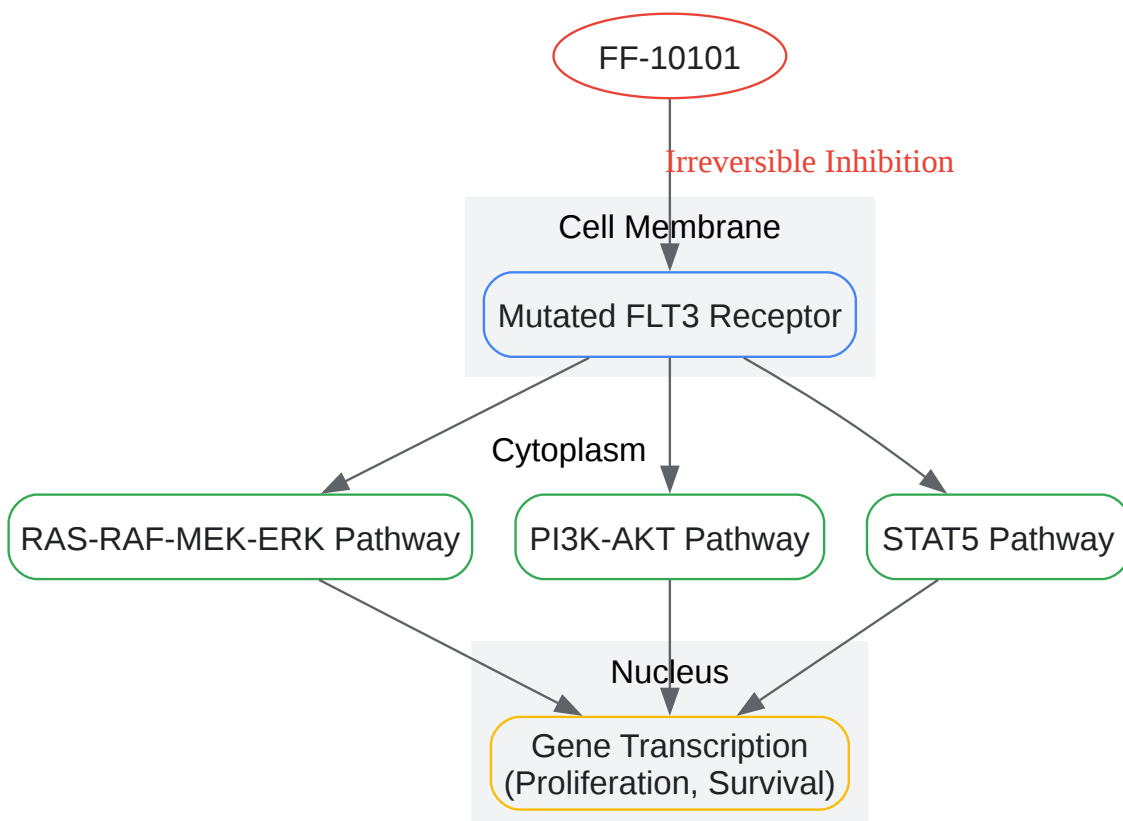 FF-10101
Irreversible Inhibition
Cell Membrane
Mutated FLT3 Receptor
Cytoplasm
RAS-RAF-MEK-ERK Pathway
PI3K-AKT Pathway
STAT5 Pathway
Nucleus
Gene Transcription
(Proliferation, Survival)